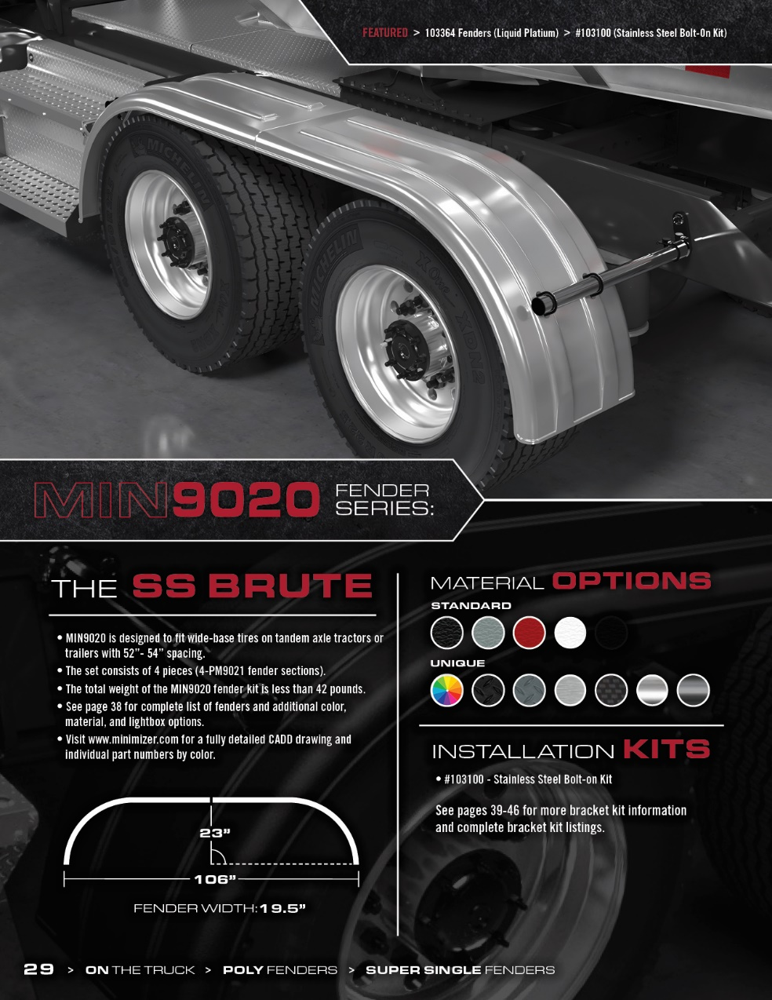 FEATURED > 103364 Fenders (Liquid Platium) > #103100 (Stainless Steel Bolt-On Kit)
MICHELIN
MICHELIN
X One XDA2
MIN9020 FENDER SERIES:
THE SS BRUTE
• MIN9020 is designed to fit wide-base tires on tandem axle tractors or
trailers with 52”- 54” spacing.
• The set consists of 4 pieces (4-PM9021 fender sections).
• The total weight of the MIN9020 fender kit is less than 42 pounds.
• See page 38 for complete list of fenders and additional color,
material, and lightbox options.
• Visit www.minimizer.com for a fully detailed CADD drawing and
individual part numbers by color.
23”
106”
FENDER WIDTH:19.5”
MATERIAL OPTIONS
STANDARD
UNIQUE
INSTALLATION KITS
• #103100 - Stainless Steel Bolt-on Kit
See pages 39-46 for more bracket kit information
and complete bracket kit listings.
29 > ON THE TRUCK > POLY FENDERS > SUPER SINGLE FENDERS